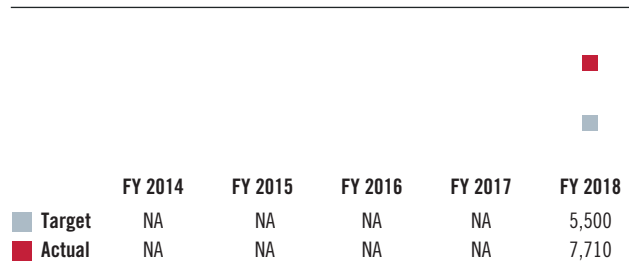 FY 2014 FY 2015 FY 2016 FY 2017 FY 2018
Target NA NA NA NA 5,500
Actual NA NA NA NA 7,710